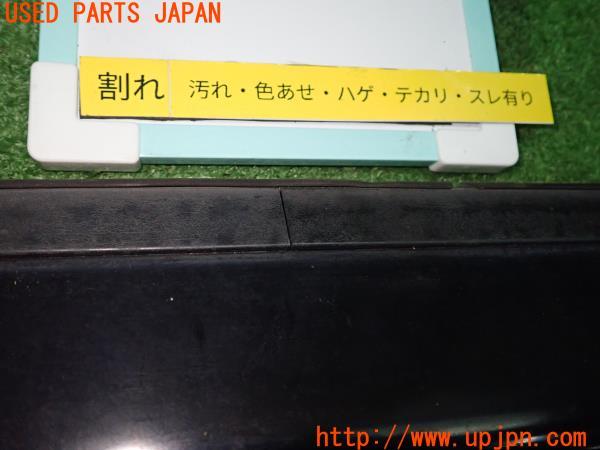 USED PARTS JAPAN
割れ 汚れ・色あせ・ハゲ・テカリ・スレ有り
http://www.upjpn.com/